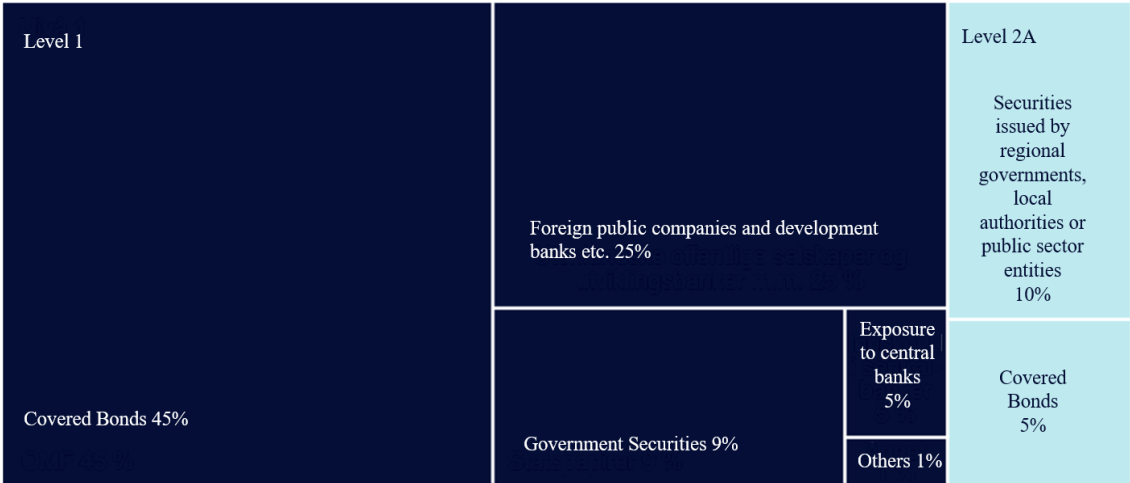 Level 1
Covered Bonds 45%
Foreign public companies and development
banks etc. 25%
Government Securities 9%
Exposure
to central
banks
5%
Others 1%
Level 2A
Securities
issued by
regional
governments,
local
authorities or
public sector
entities
10%
Covered
Bonds
5%